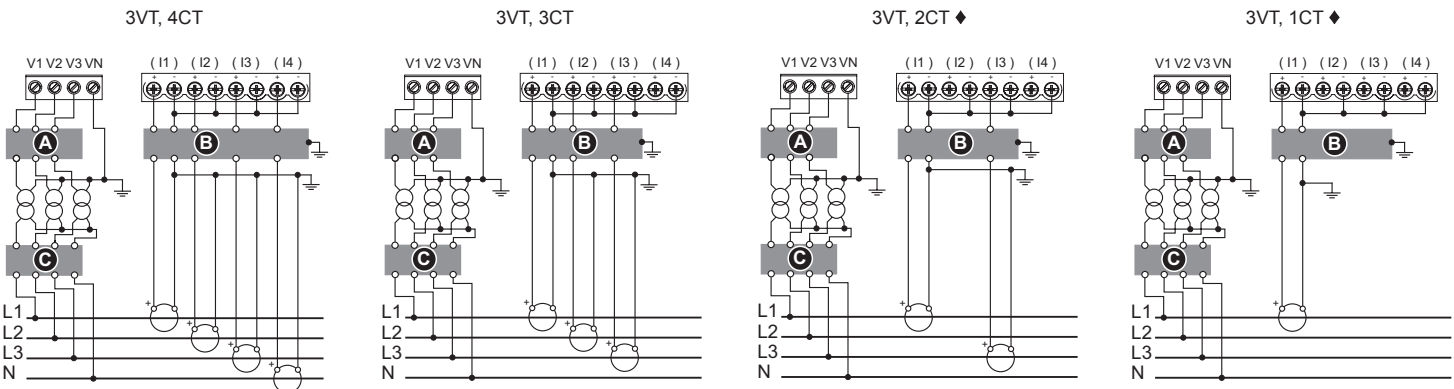 3VT, 4CT
V1 V2 V3 VN
( I1 ) ( I2 ) ( I3 ) ( I4 )
+ - + - + - + -
A
B
C
+
+
+
+
L1
L2
L3
N
3VT, 3CT
V1 V2 V3 VN
( I1 ) ( I2 ) ( I3 ) ( I4 )
+ - + - + - + -
A
B
C
+
+
+
L1
L2
L3
N
3VT, 2CT ♦
V1 V2 V3 VN
( I1 ) ( I2 ) ( I3 ) ( I4 )
+ - + - + - + -
A
B
C
+
+
L1
L2
L3
N
3VT, 1CT ♦
V1 V2 V3 VN
( I1 ) ( I2 ) ( I3 ) ( I4 )
+ - + - + - + -
A
B
C
+
L1
L2
L3
N